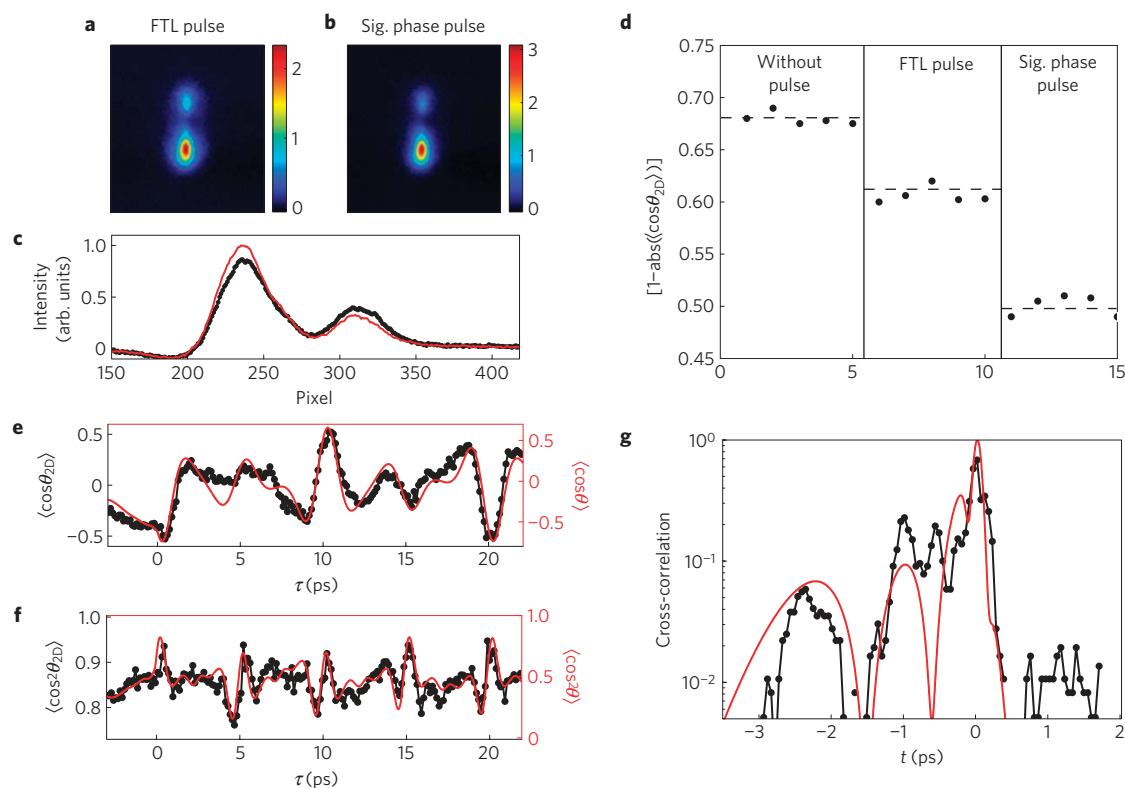 a FTL pulse
2
1
0
b Sig. phase pulse
3
2
1
0
c
Intensity
(arb. units)
1.0
0.5
0
150 200 250 300 350 400
Pixel
d
[1–abs(⟨cosθ2D⟩)]
0.75
0.70
0.65
0.60
0.55
0.50
0.45
Without
pulse
FTL pulse
Sig. phase
pulse
0 5 10 15
e
⟨cosθ2D⟩
0.5
0
−0.5
0.5
0
−0.5
⟨cosθ⟩
0 5 10 15 20
τ (ps)
f
⟨cos²θ2D⟩
1.0
0.9
0.8
1.0
0.5
0
⟨cos²θ⟩
0 5 10 15 20
τ (ps)
g
Cross-correlation
10⁰
10⁻¹
10⁻²
−3 −2 −1 0 1 2
t (ps)